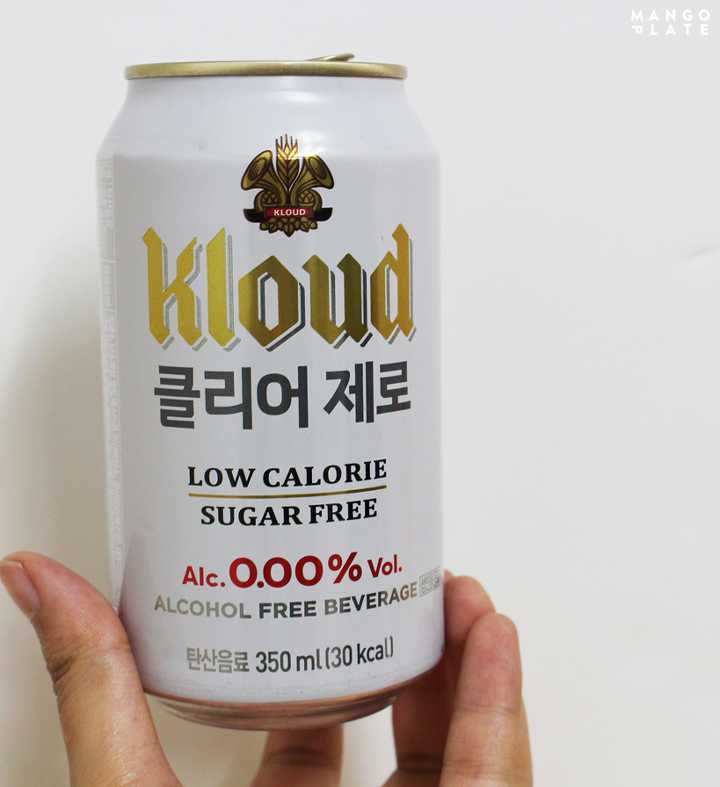 MANGO
PLATE
KLOUD
Kloud
클리어 제로
LOW CALORIE
SUGAR FREE
Alc. 0.00% Vol.
ALCOHOL FREE BEVERAGE
탄산음료 350 ml (30 kcal)